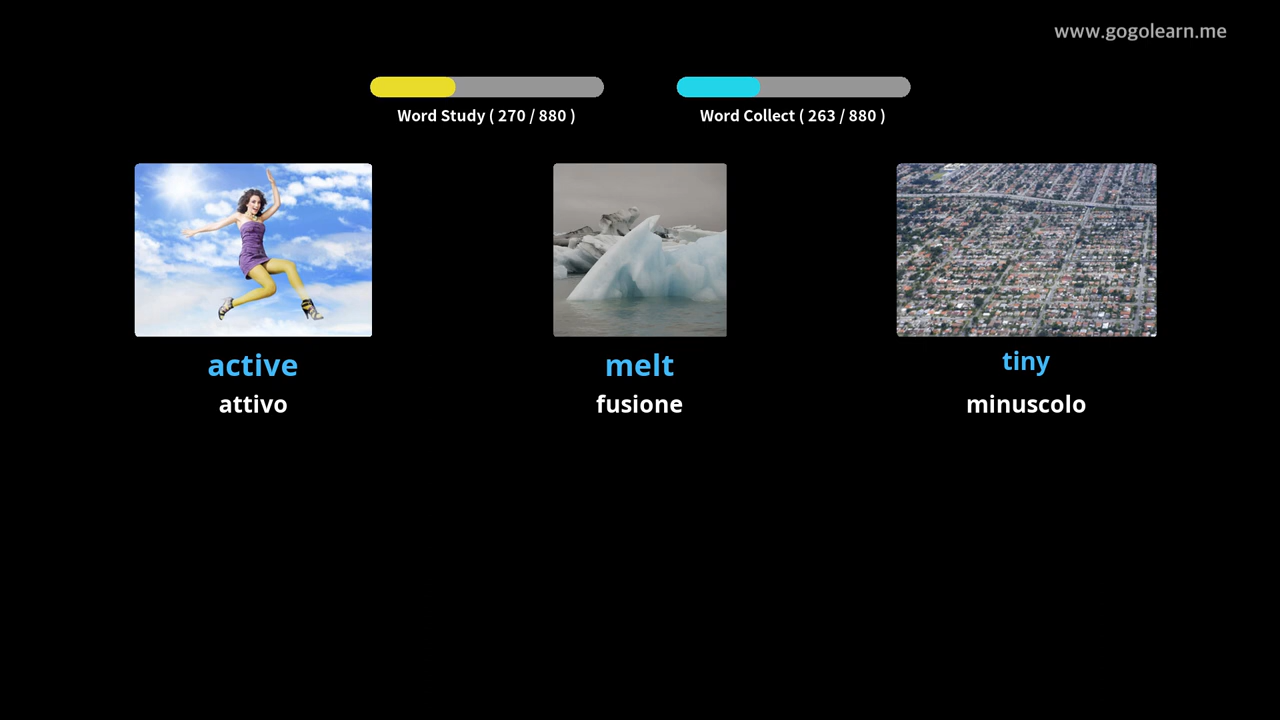 www.gogolearn.me
Word Study ( 270 / 880 )
Word Collect ( 263 / 880 )
active
melt
tiny
attivo
fusione
minuscolo